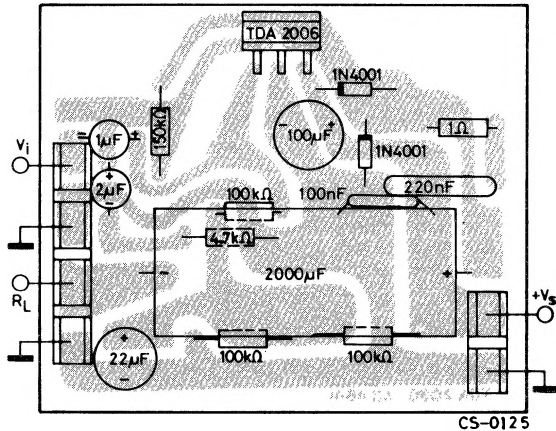 TDA 2006
1N4001
150kΩ
100µF
1Ω
1µF
1N4001
Vi
2µF
100kΩ
100nF
220nF
4.7kΩ
2000µF
RL
+Vs
22µF
100kΩ
100kΩ
CS-0125